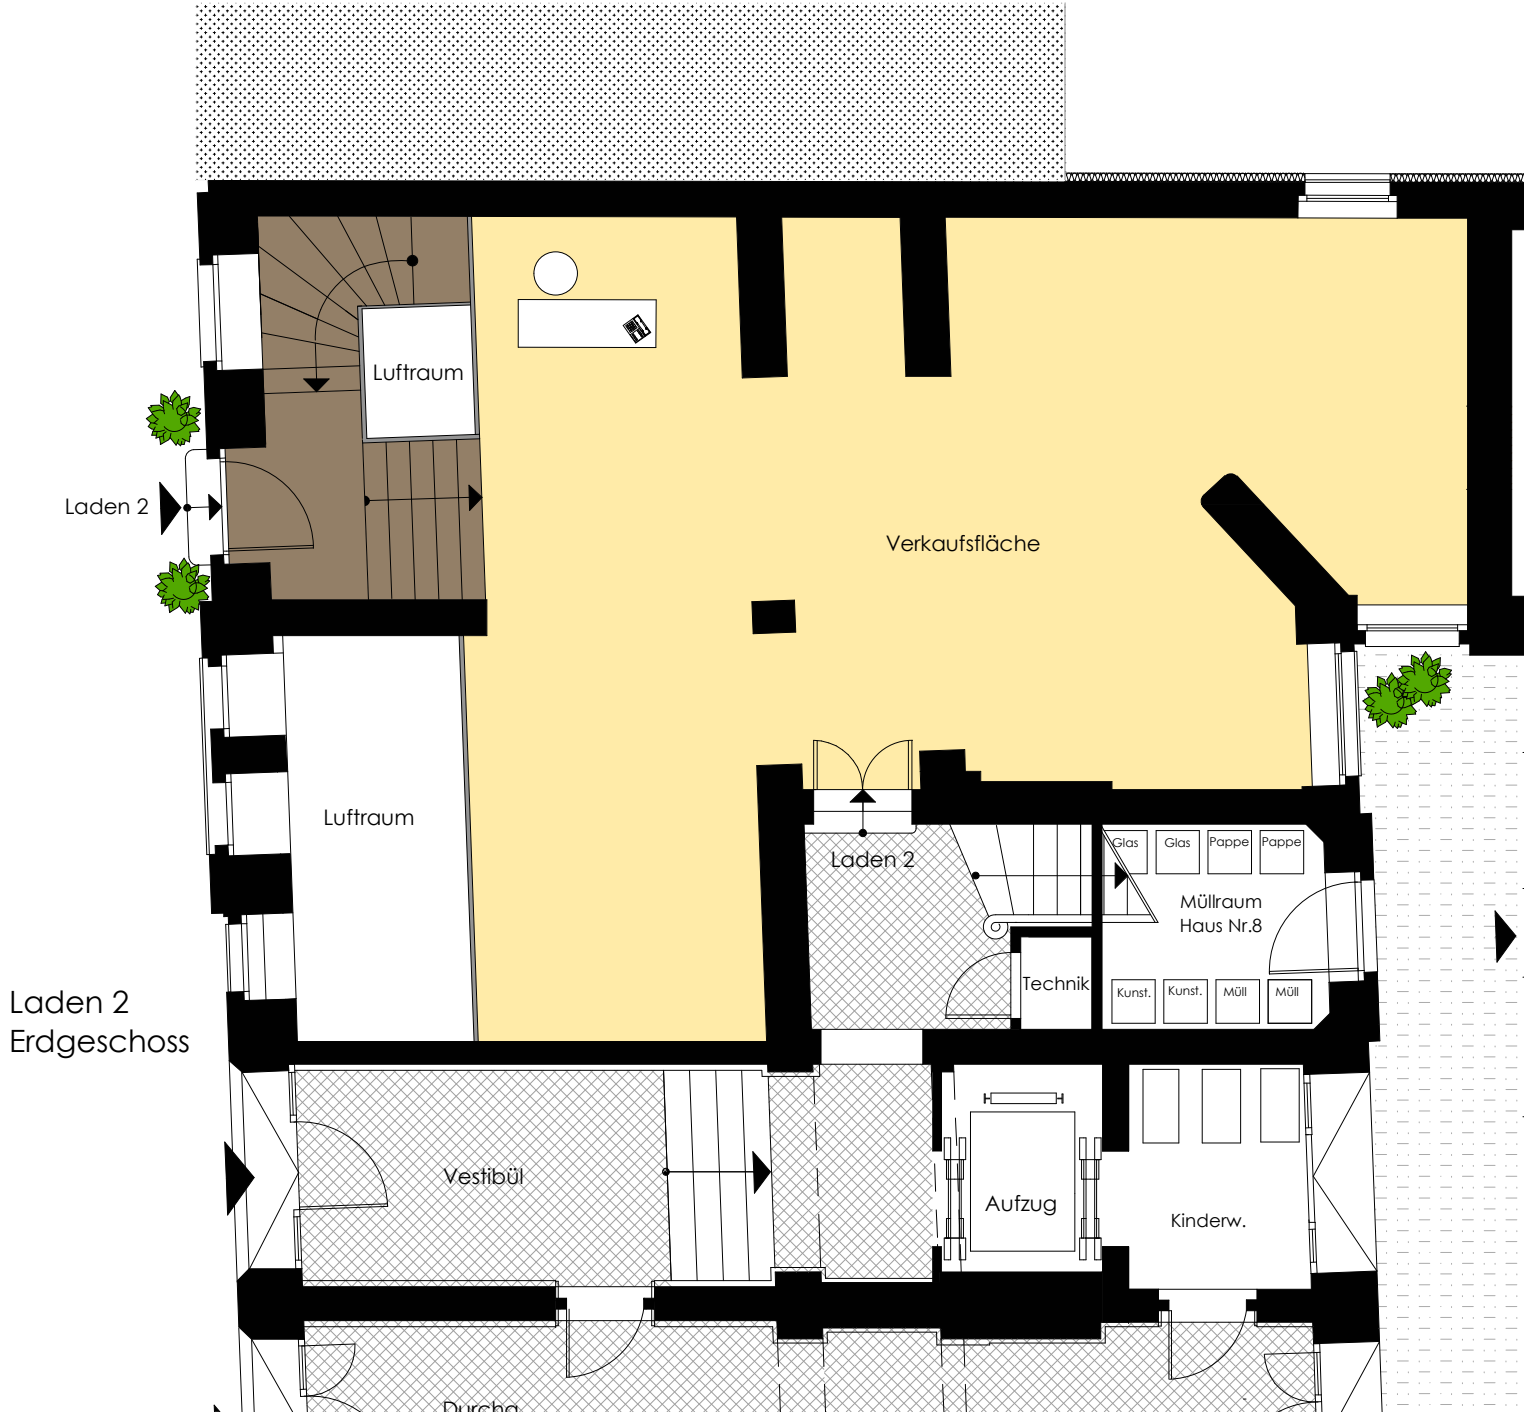 Luftraum
Laden 2
Verkaufsfläche
Luftraum
Laden 2
Glas
Glas
Pappe
Pappe
Müllraum
Haus Nr.8
Technik
Kunst.
Kunst.
Müll
Müll
Laden 2
Erdgeschoss
Vestibül
Aufzug
Kinderw.
Durchg